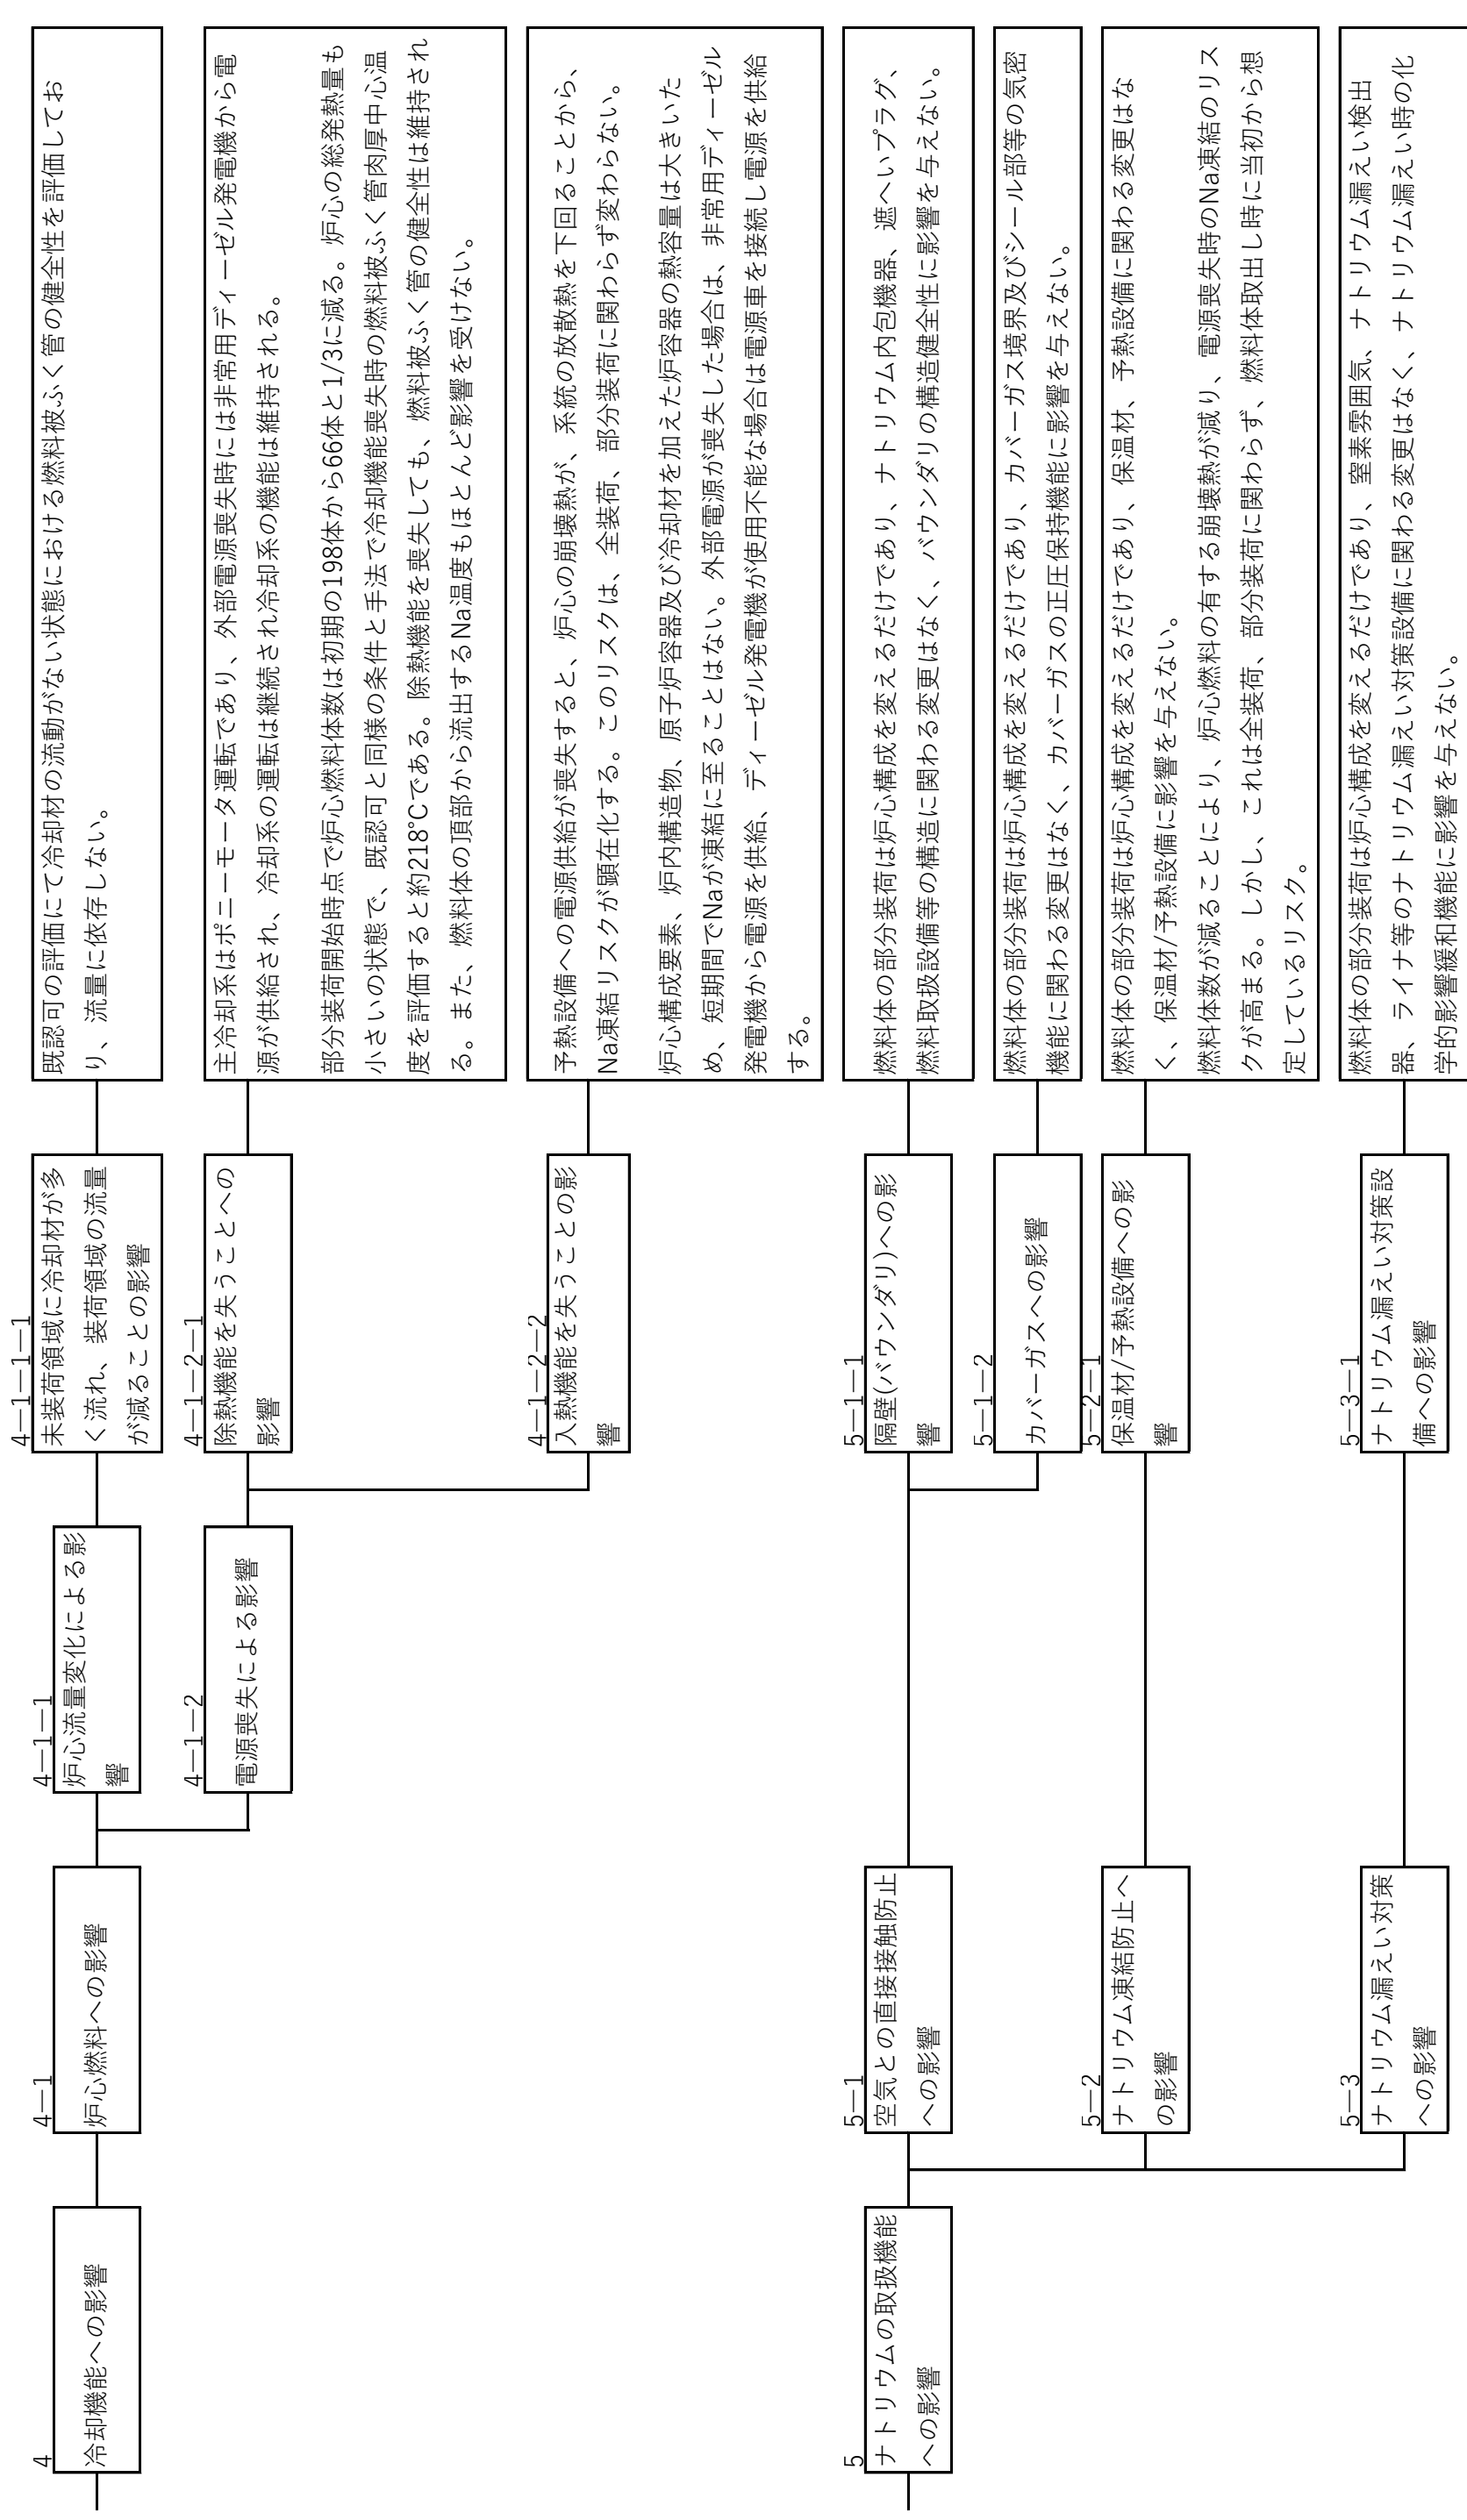 4
冷却機能への影響
4―1
炉心燃料への影響
4―1―1
炉心流量変化による影
響
4―1―1―1
未装荷領域に冷却材が多
く流れ、装荷領域の流量
が減ることの影響
既認可の評価にて冷却材の流動がない状態における燃料被ふく管の健全性を評価してお
り、流量に依存しない。
4―1―2
電源喪失による影響
4―1―2―1
除熱機能を失うことへの
影響
主冷却系はポニーモータ運転であり、外部電源喪失時には非常用ディーゼル発電機から電
源が供給され、冷却系の運転は継続され冷却系の機能は維持される。
部分装荷開始時点で炉心燃料体数は初期の198体から66体と1/3に減る。炉心の総発熱量も
小さいの状態で、既認可と同様の条件と手法で冷却機能喪失時の燃料被ふく管肉厚中心温
度を評価すると約218°Cである。除熱機能を喪失しても、燃料被ふく管の健全性は維持され
る。また、燃料体の頂部から流出するNa温度もほとんど影響を受けない。
4―1―2―2
入熱機能を失うことの影
響
予熱設備への電源供給が喪失すると、炉心の崩壊熱が、系統の放散熱を下回ることから、
Na凍結リスクが顕在化する。このリスクは、全装荷、部分装荷に関わらず変わらない。
炉心構成要素、炉内構造物、原子炉容器及び冷却材を加えた炉容器の熱容量は大きいた
め、短期間でNaが凍結に至ることはない。外部電源が喪失した場合は、非常用ディーゼル
発電機から電源を供給、ディーゼル発電機が使用不能な場合は電源車を接続し電源を供給
する。
5
ナトリウムの取扱機能
への影響
5―1
空気との直接接触防止
への影響
5―1―1
隔壁(バウンダリ)への影
響
燃料体の部分装荷は炉心構成を変えるだけであり、ナトリウム内包機器、遮へいプラグ、
燃料取扱設備等の構造に関わる変更はなく、バウンダリの構造健全性に影響を与えない。
5―1―2
カバーガスへの影響
燃料体の部分装荷は炉心構成を変えるだけであり、カバーガス境界及びシール部等の気密
機能に関わる変更はなく、カバーガスの正圧保持機能に影響を与えない。
5―2
ナトリウム凍結防止へ
の影響
5―2―1
保温材/予熱設備への影
響
燃料体の部分装荷は炉心構成を変えるだけであり、保温材、予熱設備に関わる変更はな
く、保温材/予熱設備に影響を与えない。
燃料体数が減ることにより、炉心燃料の有する崩壊熱が減り、電源喪失時のNa凍結のリス
クが高まる。しかし、これは全装荷、部分装荷に関わらず、燃料体取出し時に当初から想
定しているリスク。
5―3
ナトリウム漏えい対策
への影響
5―3―1
ナトリウム漏えい対策設
備への影響
燃料体の部分装荷は炉心構成を変えるだけであり、窒素雰囲気、ナトリウム漏えい検出
器、ライナ等のナトリウム漏えい対策設備に関わる変更はなく、ナトリウム漏えい時の化
学的影響緩和機能に影響を与えない。